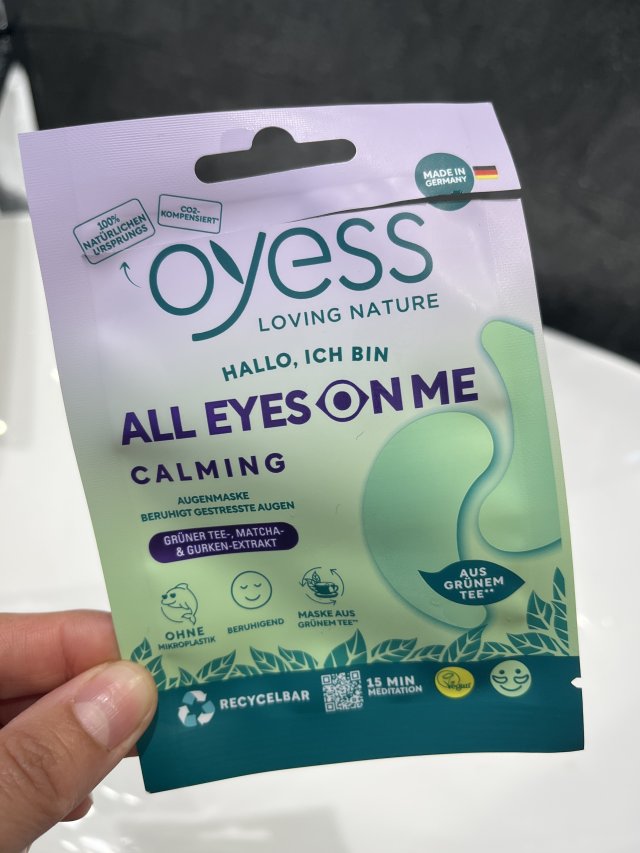 MADE IN
GERMANY
100%
NATÜRLICHEN
URSPRUNGS
CO2-
KOMPENSIERT*
oyess
LOVING NATURE
HALLO, ICH BIN
ALL EYES ON ME
CALMING
AUGENMASKE
BERUHIGT GESTRESSTE AUGEN
GRÜNER TEE-, MATCHA-
& GURKEN-EXTRAKT
AUS
GRÜNEM
TEE**
OHNE
MIKROPLASTIK
BERUHIGEND
MASKE AUS
GRÜNEM TEE**
RECYCELBAR
15 MIN
MEDITATION
Vegan